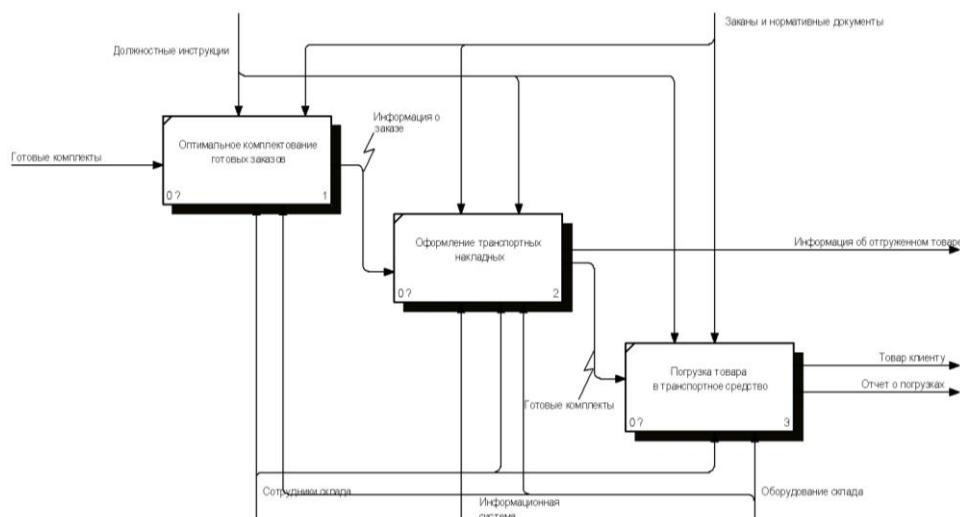 Заканы и нормативные документы
Должностные инструкции
Информация о
заказе
Оптимальное комплектование
готовых заказов
Готовые комплекты
0 ?
1
Оформление транспортных
накладных
Информация об отгруженном товаре
0 ?
2
Товар клиенту
Погрузка товара
в транспортное средство
Отчет о погрузках
Готовые комплекты
0 ?
3
Сотрудники склада
Информационная
система
Оборудование склада